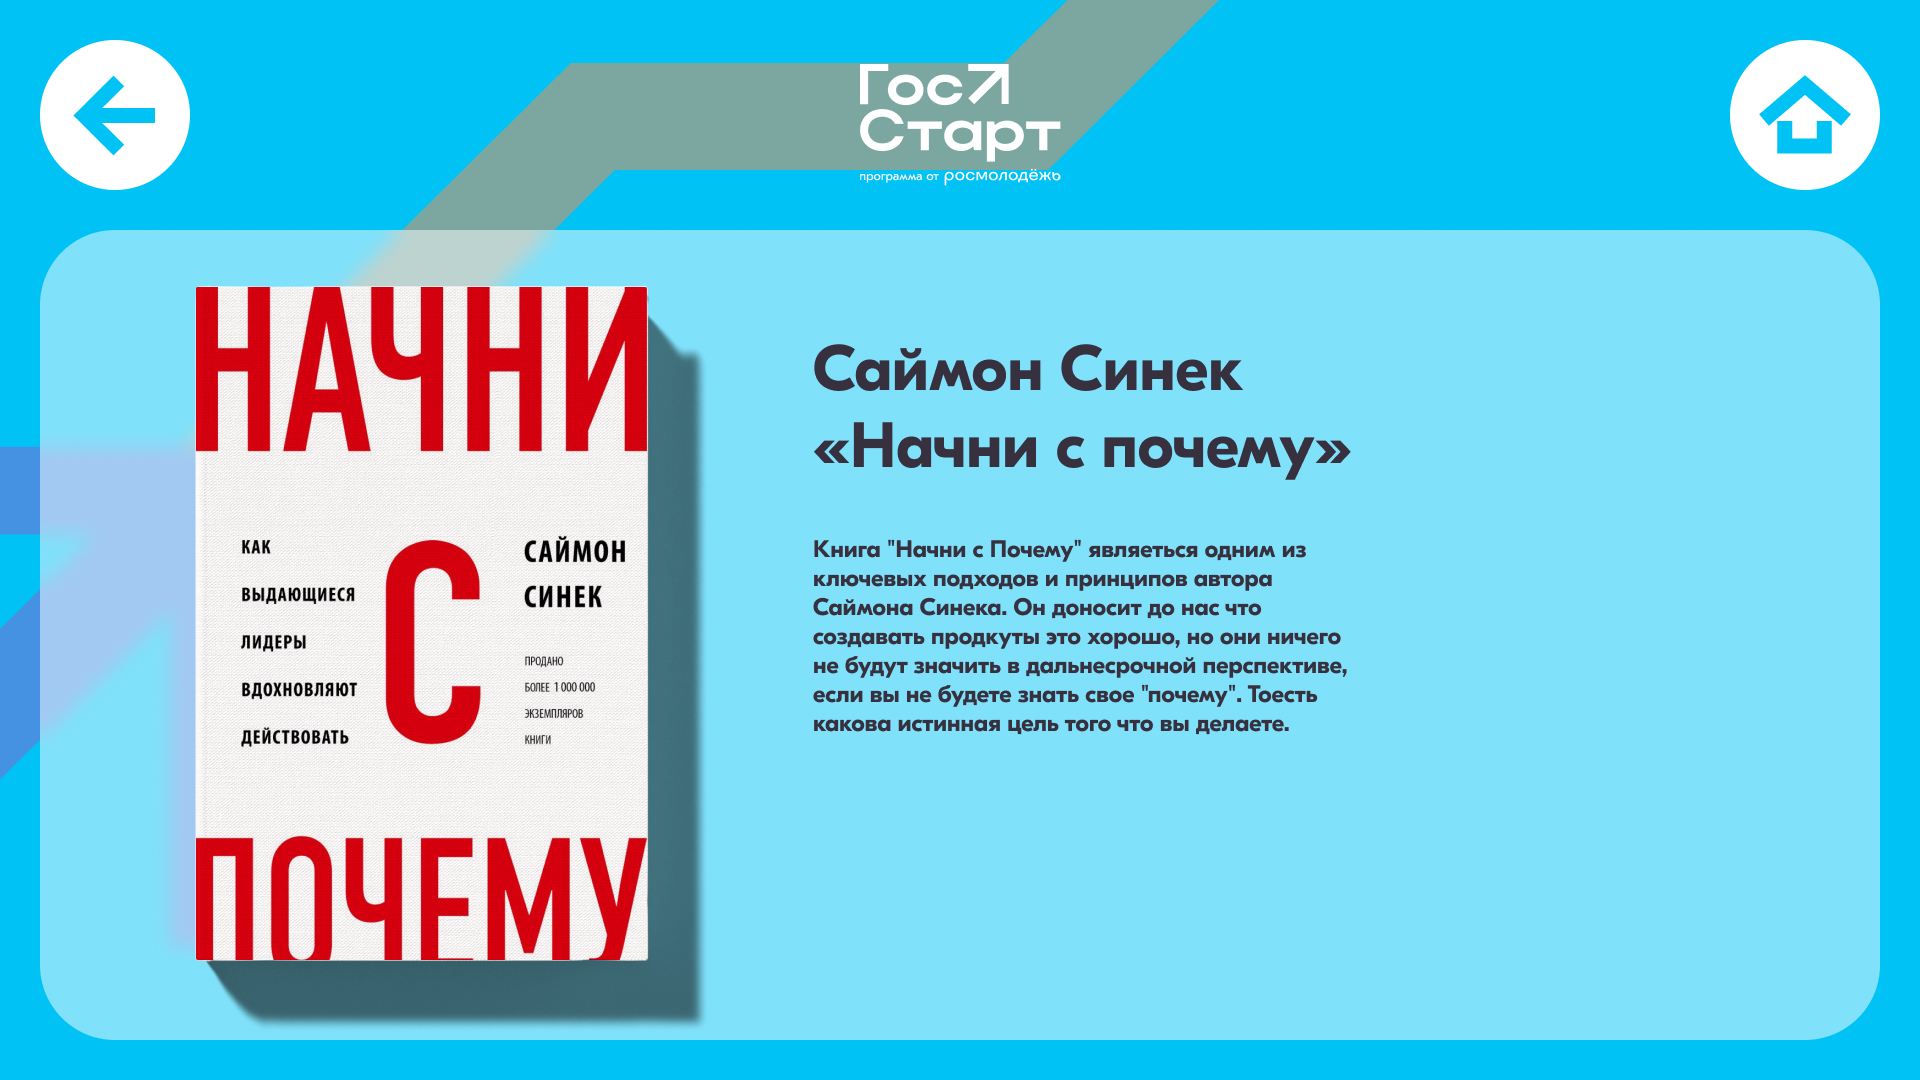 Гос
Старт
программа от росмолодёжь
НАЧНИ
С
ПОЧЕМУ
КАК
ВЫДАЮЩИЕСЯ
ЛИДЕРЫ
ВДОХНОВЛЯЮТ
ДЕЙСТВОВАТЬ
САЙМОН
СИНЕК
ПРОДАНО
БОЛЕЕ 1 000 000
ЭКЗЕМПЛЯРОВ
КНИГИ
Саймон Синек
«Начни с почему»
Книга "Начни с Почему" являеться одним из
ключевых подходов и принципов автора
Саймона Синека. Он доносит до нас что
создавать продкуты это хорошо, но они ничего
не будут значить в дальнесрочной перспективе,
если вы не будете знать свое "почему". Тоесть
какова истинная цель того что вы делаете.